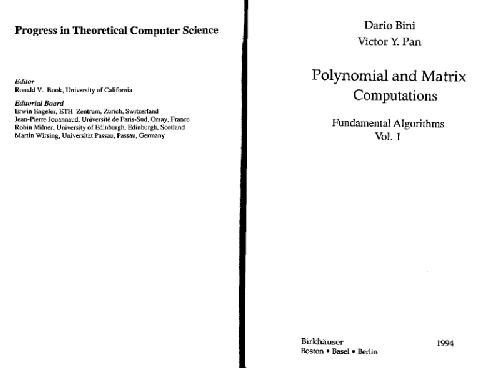 Progress in Theoretical Computer Science
Editor
Ronald V. Book, University of California
Editorial Board
Erwin Engeler, ETH Zentrum, Zurich, Switzerland
Jean-Pierre Jouannaud, Université de Paris-Sud, Orsay, France
Robin Milner, University of Edinburgh, Edinburgh, Scotland
Martin Wirsing, Universität Passau, Passau, Germany
Dario Bini
Victor Y. Pan
Polynomial and Matrix
Computations
Fundamental Algorithms
Vol. 1
Birkhäuser
1994
Boston • Basel • Berlin